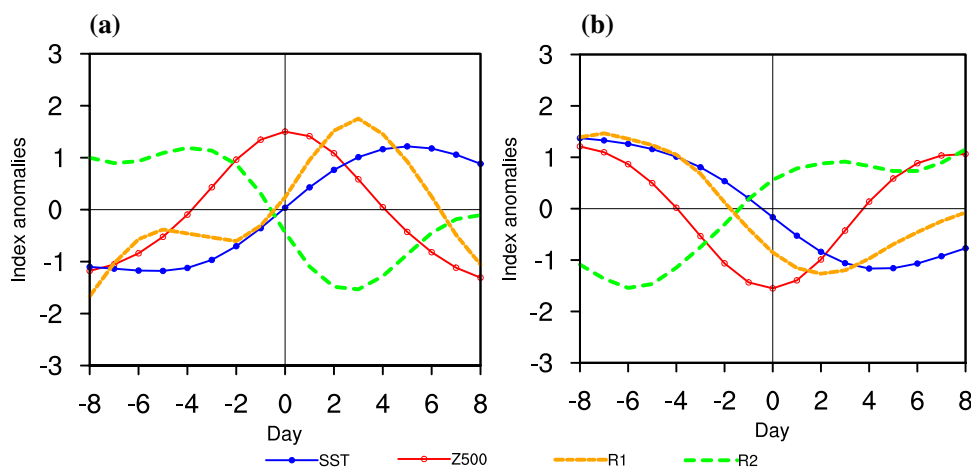 (a) (b)
3 3
2 2
1 1
0 0
-1 -1
-2 -2
-3 -3
Index anomalies Index anomalies
-8 -6 -4 -2 0 2 4 6 8 -8 -6 -4 -2 0 2 4 6 8
Day Day
SST Z500 R1 R2